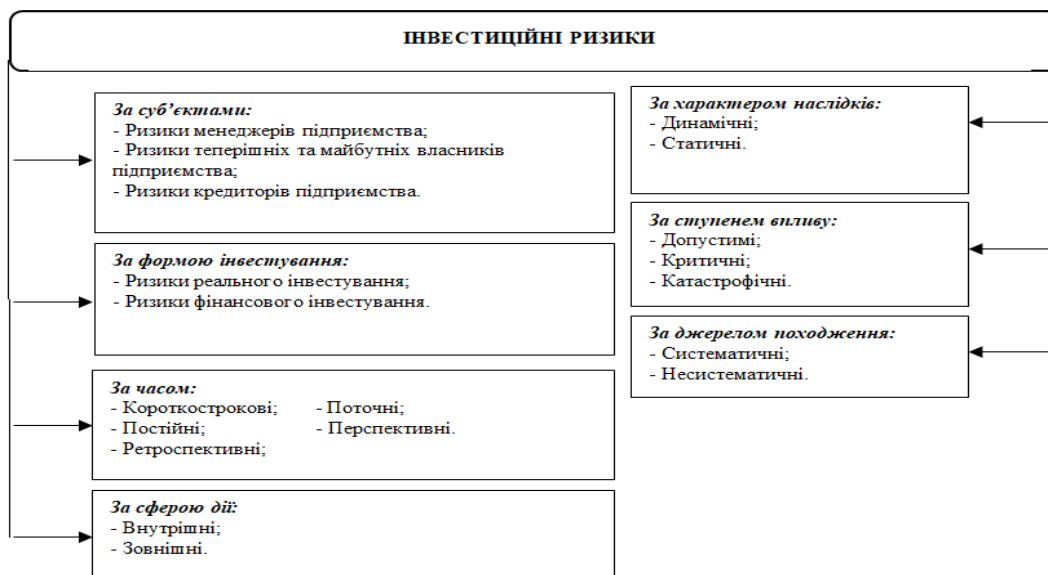 ІНВЕСТИЦІЙНІ РИЗИКИ
За суб’єктами:
- Ризики менеджерів підприємства;
- Ризики теперішніх та майбутніх власників
підприємства;
- Ризики кредиторів підприємства.
За формою інвестування:
- Ризики реального інвестування;
- Ризики фінансового інвестування.
За часом:
- Короткострокові; - Поточні;
- Постійні; - Перспективні.
- Ретроспективні;
За сферою дії:
- Внутрішні;
- Зовнішні.
За характером наслідків:
- Динамічні;
- Статичні.
За ступенем впливу:
- Допустимі;
- Критичні;
- Катастрофічні.
За джерелом походження:
- Систематичні;
- Несистематичні.